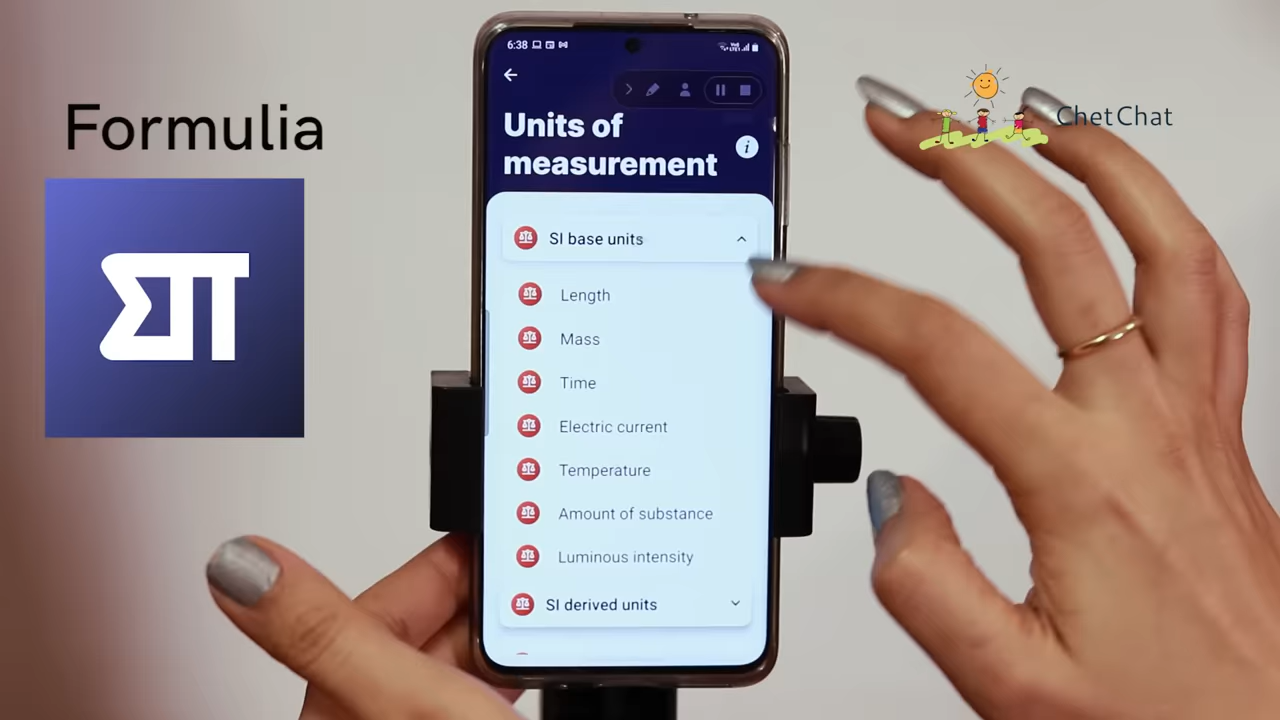 Formulia
ChetChat
6:38
Units of
measurement
SI base units
Length
Mass
Time
Electric current
Temperature
Amount of substance
Luminous intensity
SI derived units